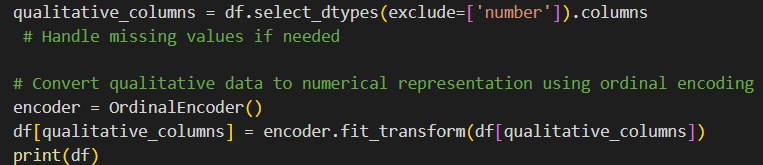 qualitative_columns = df.select_dtypes(exclude=['number']).columns
# Handle missing values if needed
# Convert qualitative data to numerical representation using ordinal encoding
encoder = OrdinalEncoder()
df[qualitative_columns] = encoder.fit_transform(df[qualitative_columns])
print(df)